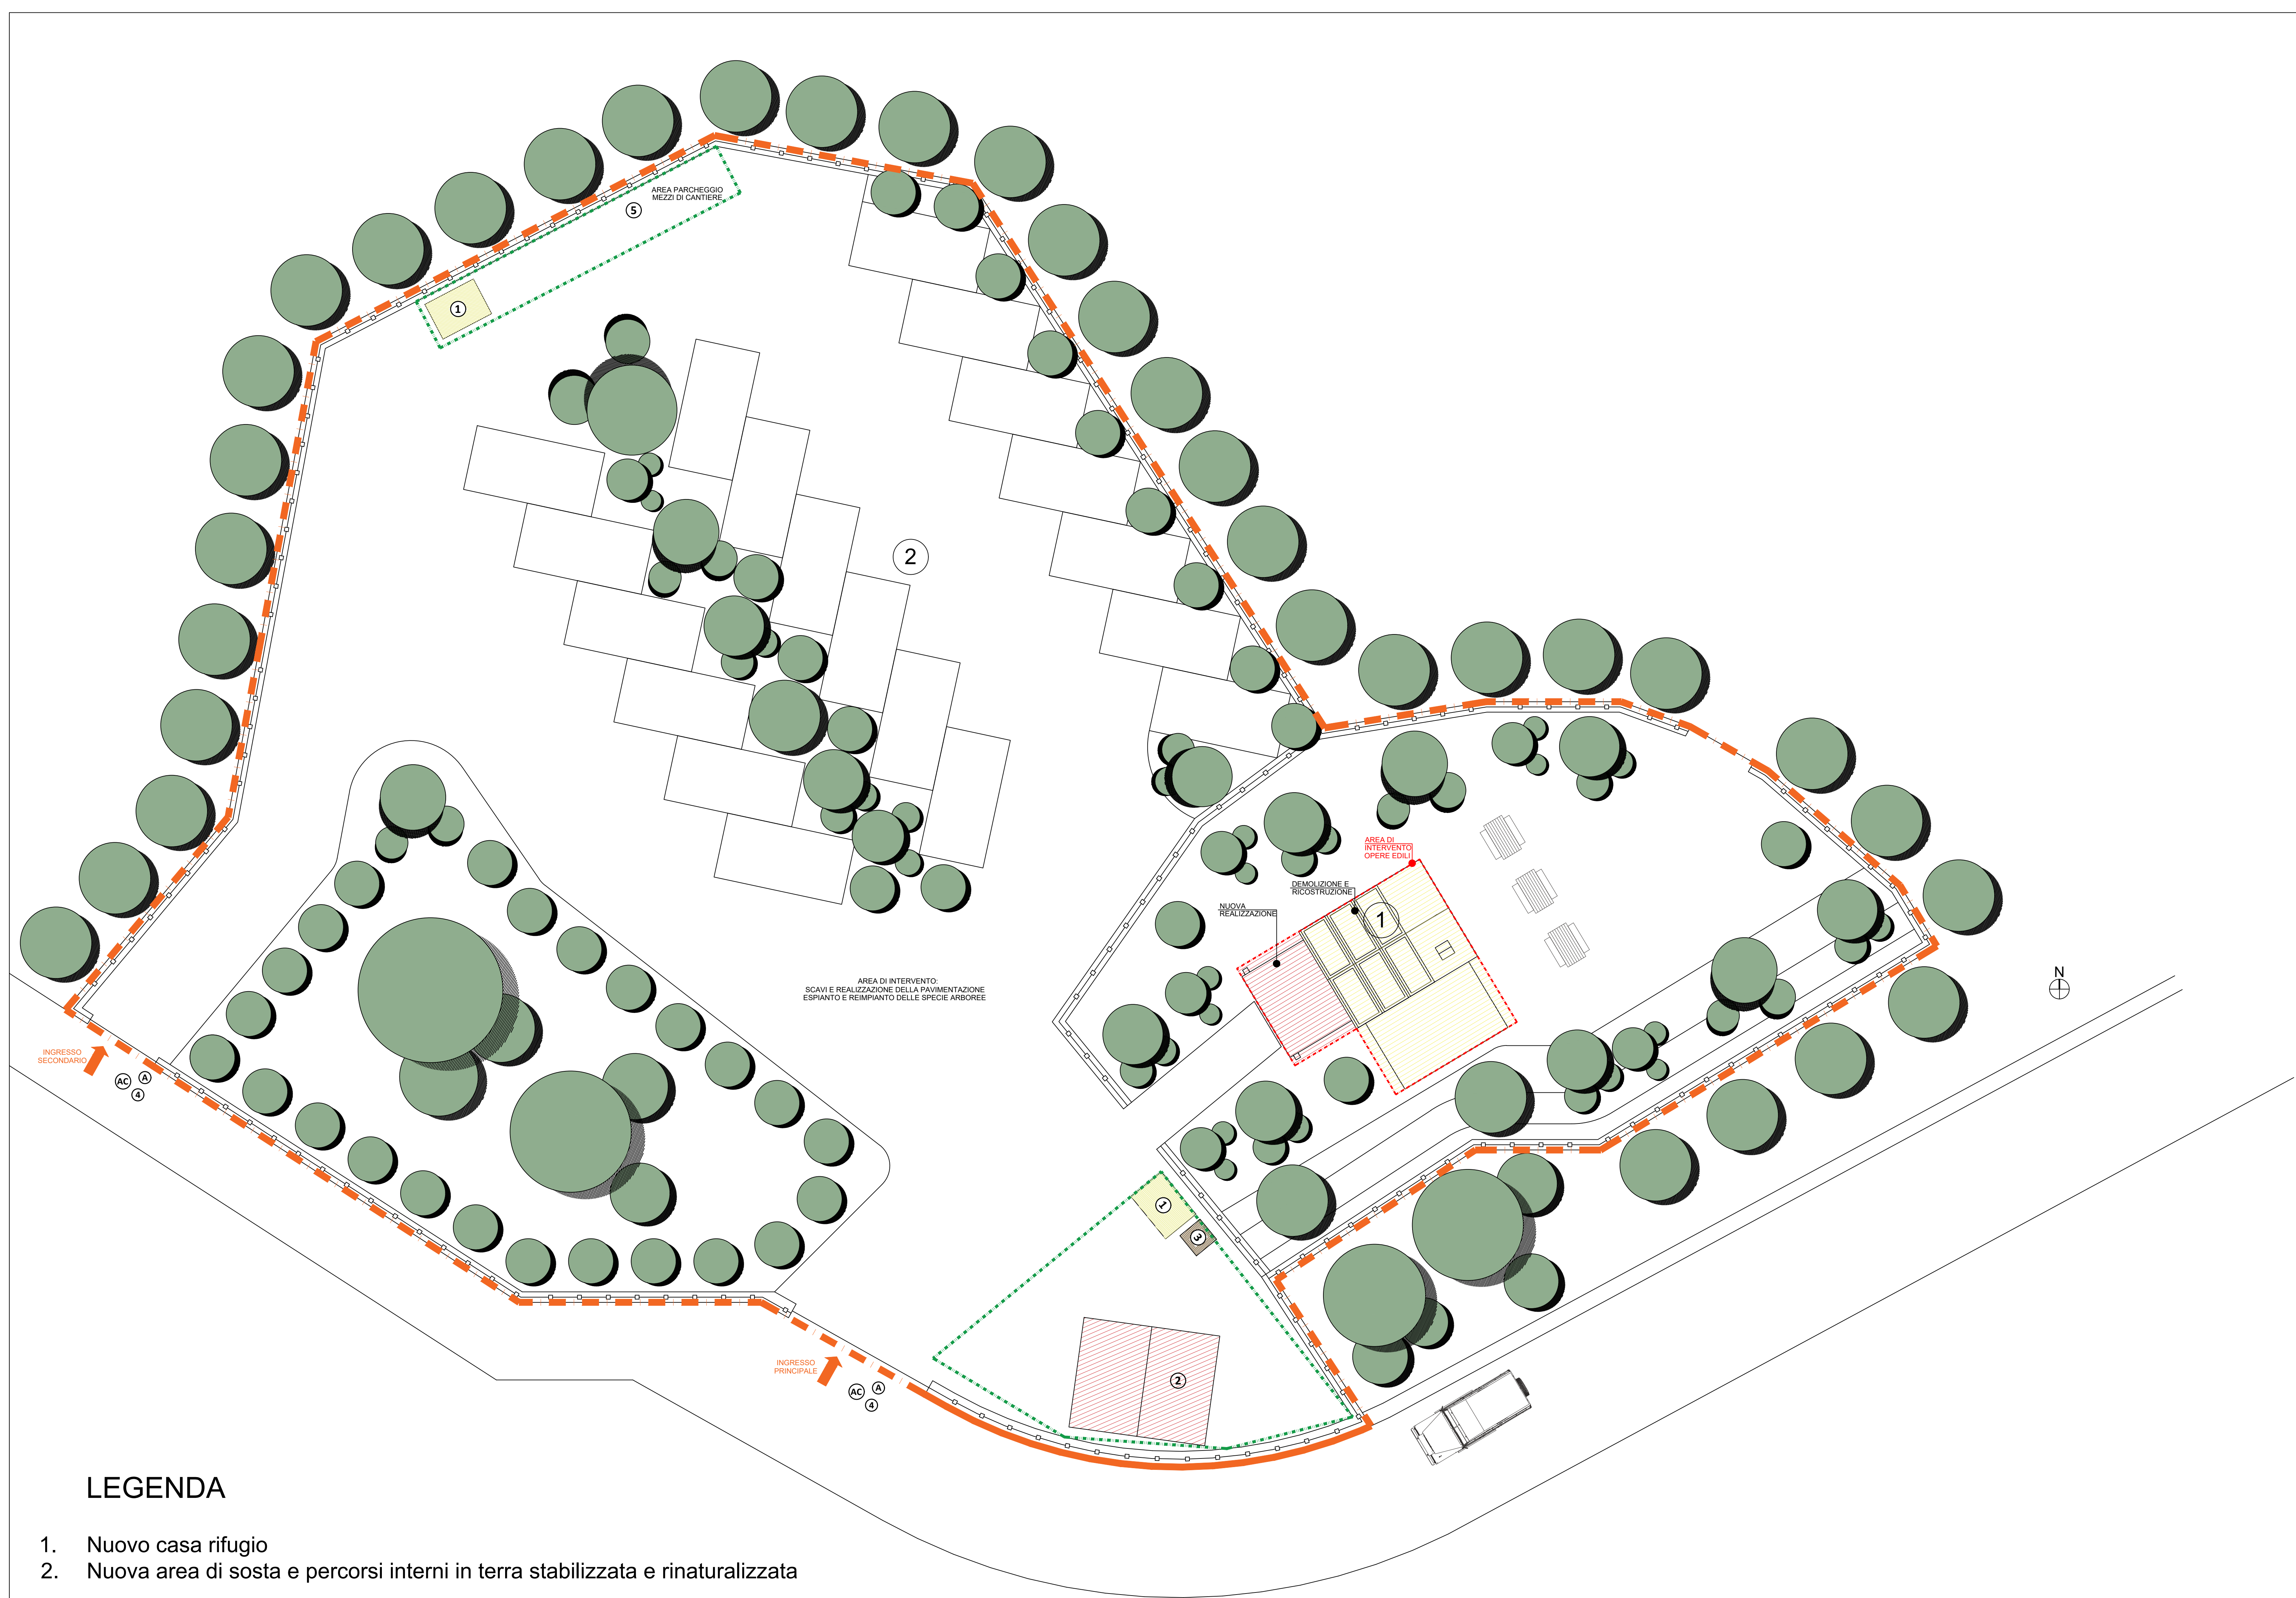 AREA PARCHEGGIO
MEZZI DI CANTIERE
5
1
2
AREA DI
INTERVENTO
OPERE EDILI
DEMOLIZIONE E
RICOSTRUZIONE
1
NUOVA
REALIZZAZIONE
AREA DI INTERVENTO:
SCAVI E REALIZZAZIONE DELLA PAVIMENTAZIONE
ESPIANTO E REIMPIANTO DELLE SPECIE ARBOREE
N
INGRESSO
SECONDARIO
AC A
4
1
3
INGRESSO
PRINCIPALE
AC A
4
2
LEGENDA
1. Nuovo casa rifugio
2. Nuova area di sosta e percorsi interni in terra stabilizzata e rinaturalizzata